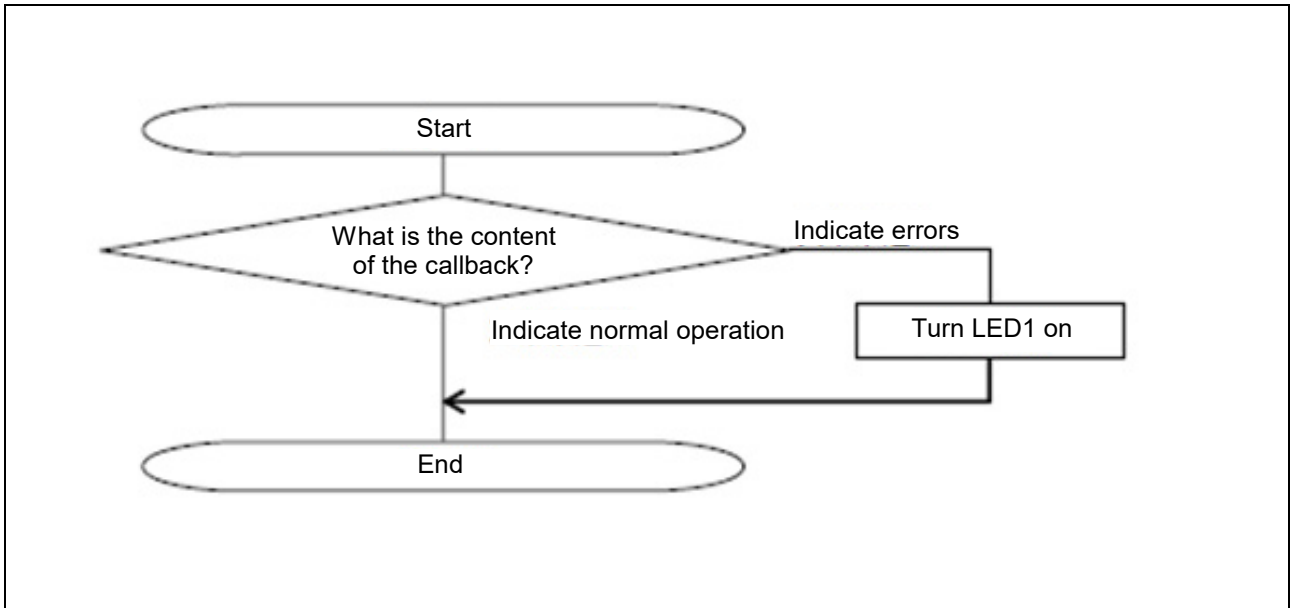 Start
What is the content
of the callback?
Indicate errors
Indicate normal operation
Turn LED1 on
End